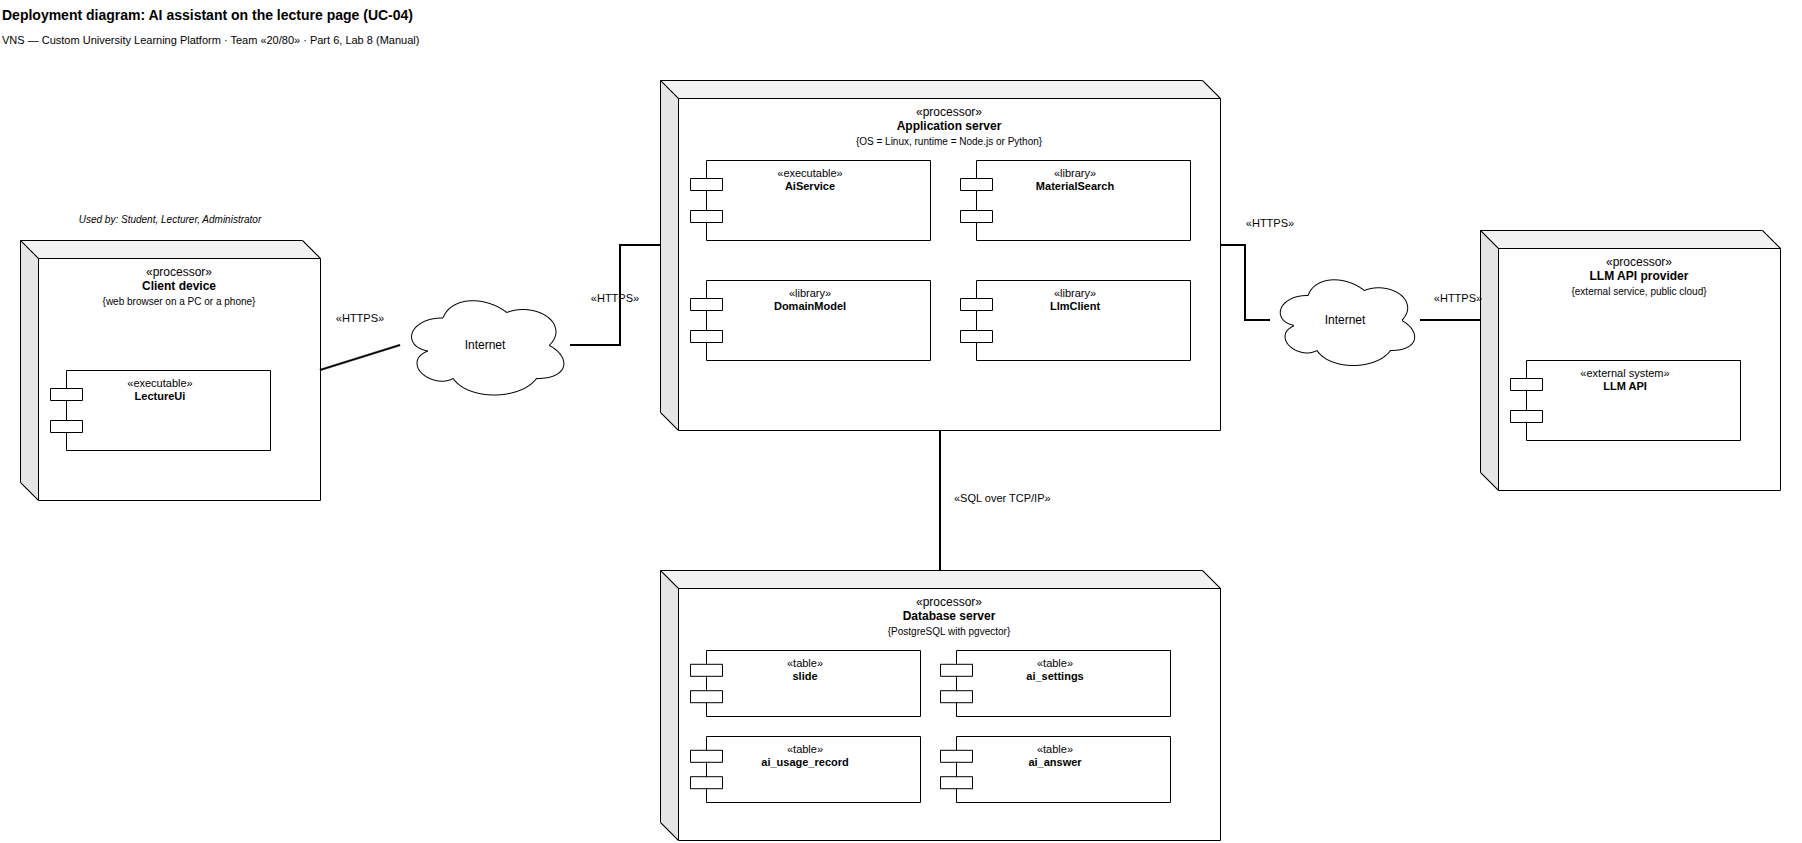 Deployment diagram: AI assistant on the lecture page (UC-04)
VNS — Custom University Learning Platform · Team «20/80» · Part 6, Lab 8 (Manual)
Used by: Student, Lecturer, Administrator
«processor»
Client device
{web browser on a PC or a phone}
«executable»
LectureUi
«HTTPS»
Internet
«HTTPS»
«processor»
Application server
{OS = Linux, runtime = Node.js or Python}
«executable»
AiService
«library»
MaterialSearch
«library»
DomainModel
«library»
LlmClient
«HTTPS»
Internet
«HTTPS»
«processor»
LLM API provider
{external service, public cloud}
«external system»
LLM API
«SQL over TCP/IP»
«processor»
Database server
{PostgreSQL with pgvector}
«table»
slide
«table»
ai_settings
«table»
ai_usage_record
«table»
ai_answer